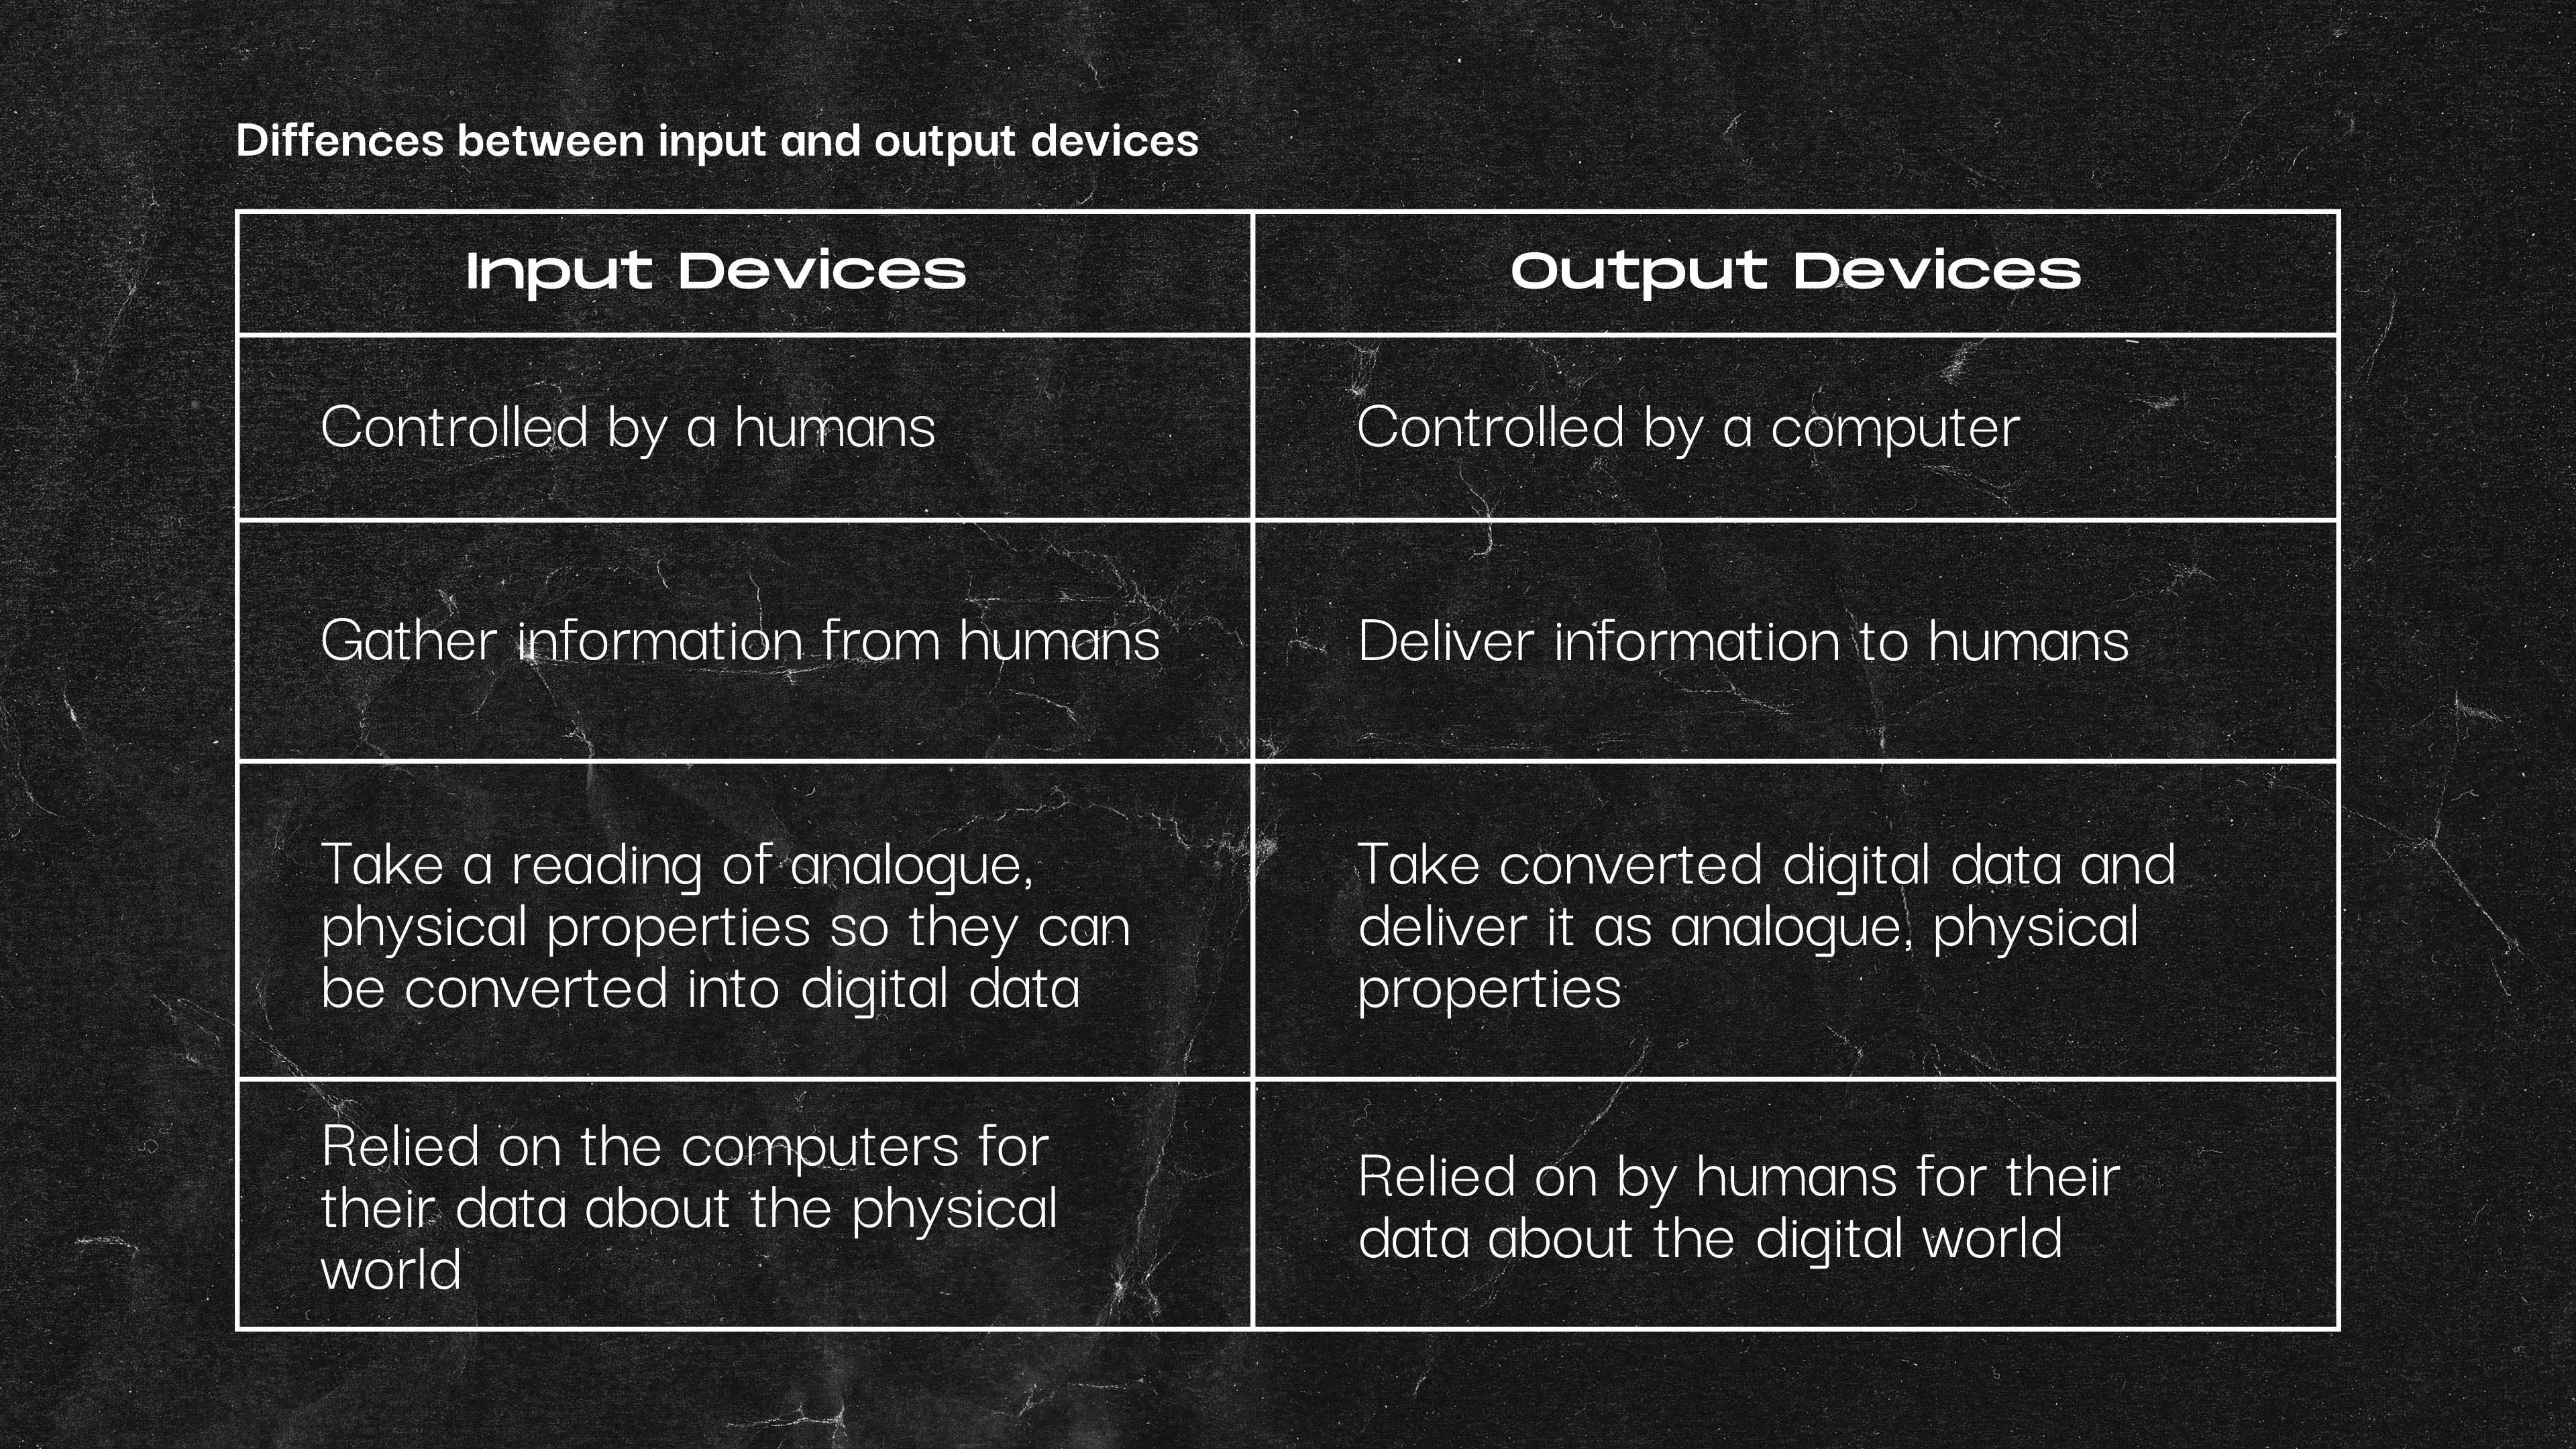 Diffences between input and output devices
Input Devices
Output Devices
Controlled by a humans
Controlled by a computer
Gather information from humans
Deliver information to humans
Take a reading of analogue,
physical properties so they can
be converted into digital data
Take converted digital data and
deliver it as analogue, physical
properties
Relied on the computers for
their data about the physical
world
Relied on by humans for their
data about the digital world